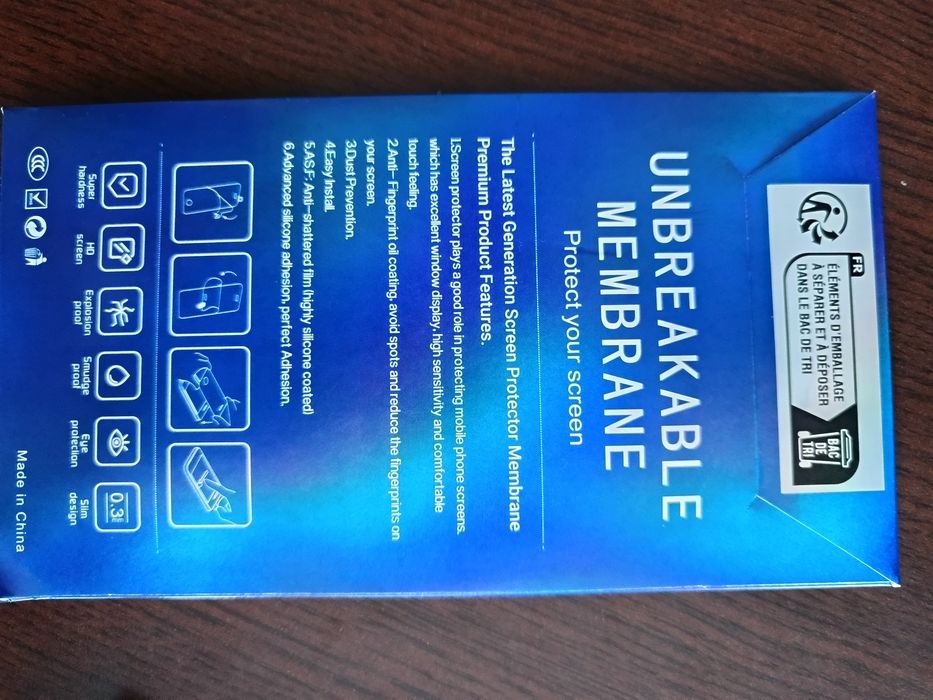 FR
ÉLÉMENTS D'EMBALLAGE
À SÉPARER ET À DÉPOSER
DANS LE BAC DE TRI
BAC
DE
TRI
UNBREAKABLE
MEMBRANE
Protect your screen
The Latest Generation Screen Protector Membrane
Premium Product Features.
1.Screen protector plays a good role in protecting mobile phone screens.
which has excellent window display, high sensitivity and comfortable
touch feeling.
2.Anti- Fingerprint oil coating, avoid spots and reduce the fingerprints on
your screen.
3.Dust Prevention.
4.Easy Install.
5.ASF: Anti-shattered film (highly silicone coated)
6.Advanced silicone adhesion, perfect Adhesion.
Super
hardness
HD
screen
Explosion
proof
Smudge
proof
Eye
protection
0.3
Slim
design
CCC
Made in China